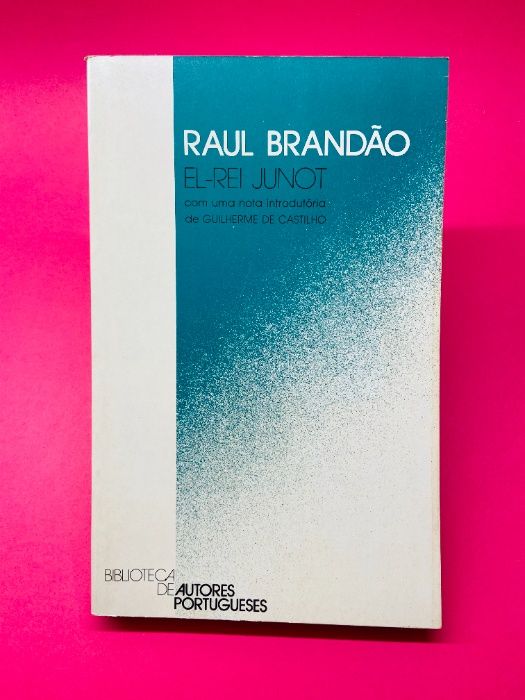 RAUL BRANDÃO
EL-REI JUNOT
com uma nota introdutória
de GUILHERME DE CASTILHO
BIBLIOTECA
DE AUTORES
PORTUGUESES